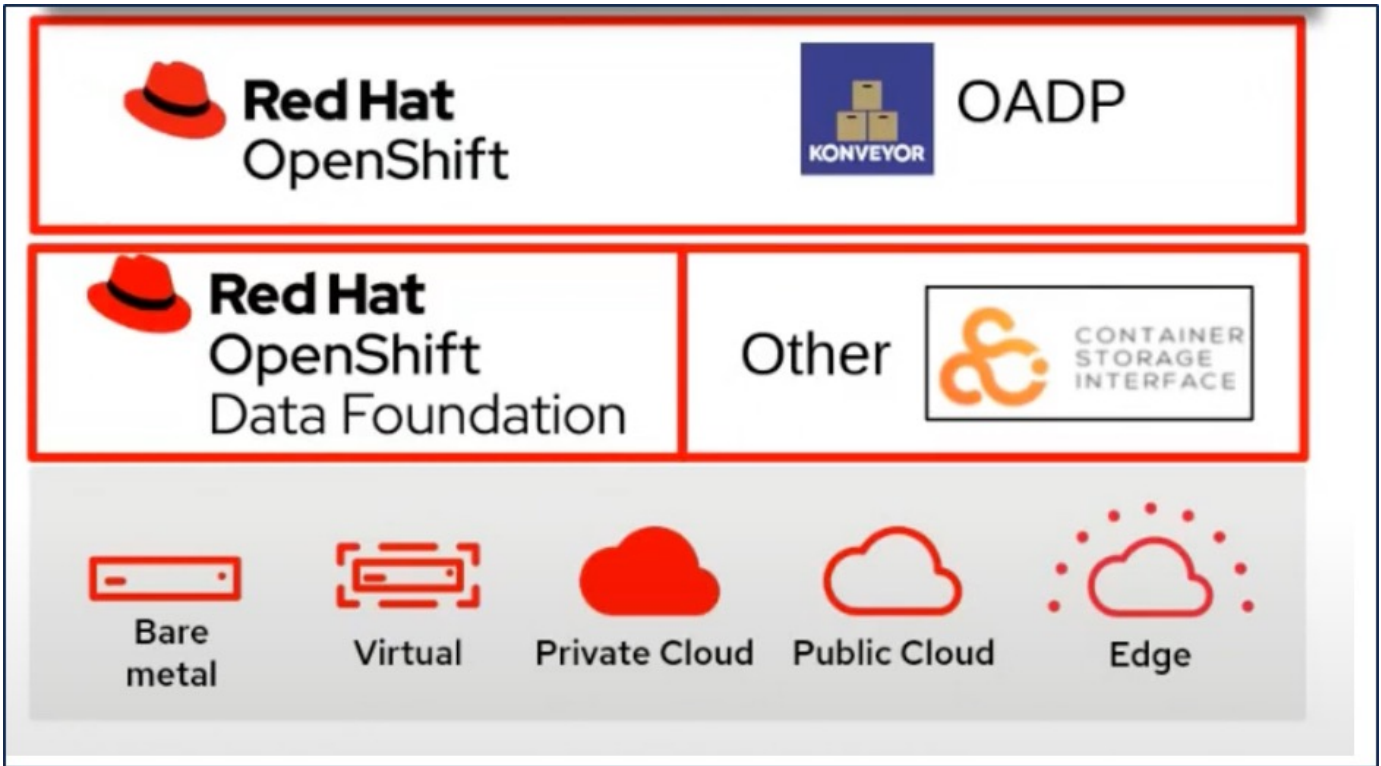 Red Hat
OpenShift
KONVEYOR
OADP
Red Hat
OpenShift
Data Foundation
Other
CONTAINER
STORAGE
INTERFACE
Bare
metal
Virtual
Private Cloud
Public Cloud
Edge